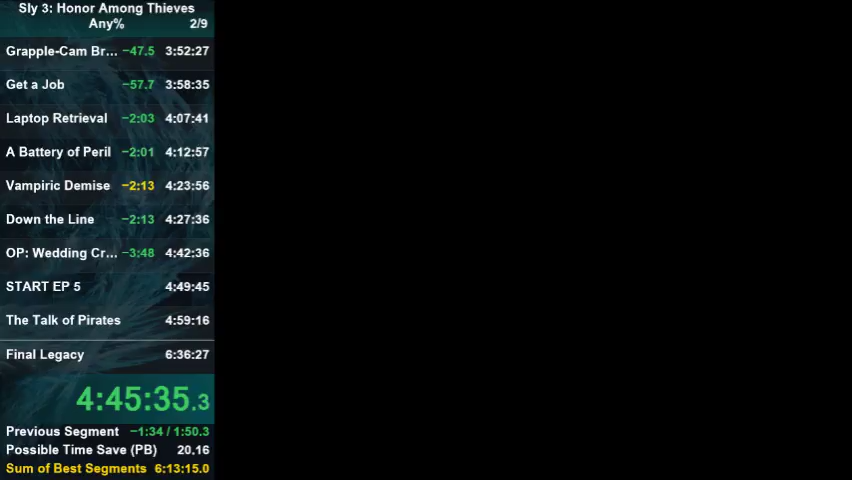 Sly 3: Honor Among Thieves
Any% 2/9
Grapple-Cam Br... −47.5 3:52:27
Get a Job −57.7 3:58:35
Laptop Retrieval −2:03 4:07:41
A Battery of Peril −2:01 4:12:57
Vampiric Demise −2:13 4:23:56
Down the Line −2:13 4:27:36
OP: Wedding Cr... −3:48 4:42:36
START EP 5 4:49:45
The Talk of Pirates 4:59:16
Final Legacy 6:36:27
4:45:35.3
Previous Segment −1:34 / 1:50.3
Possible Time Save (PB) 20.16
Sum of Best Segments 6:13:15.0